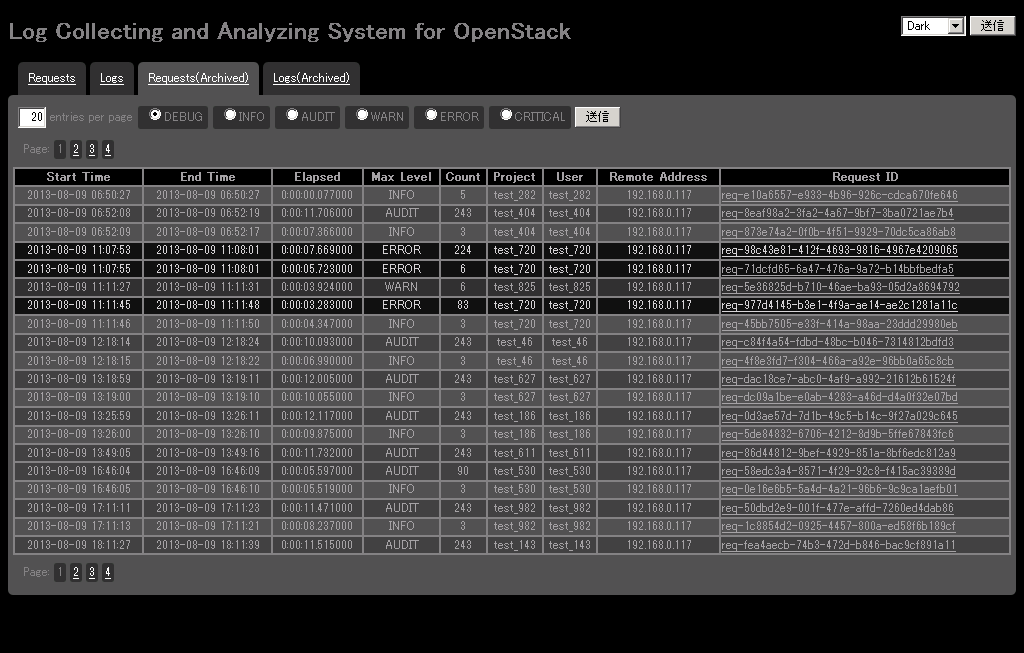 Log Collecting and Analyzing System for OpenStack
Dark 送信
Requests Logs Requests(Archived) Logs(Archived)
20 entries per page DEBUG INFO AUDIT WARN ERROR CRITICAL 送信
Page: 1 2 3 4
Start Time End Time Elapsed Max Level Count Project User Remote Address Request ID
2013-08-09 06:50:27 2013-08-09 06:50:27 0:00:00.077000 INFO 5 test_282 test_282 192.168.0.117 req-e10a6557-e933-4b96-926c-cdca670fe646
2013-08-09 06:52:08 2013-08-09 06:52:19 0:00:11.706000 AUDIT 243 test_404 test_404 192.168.0.117 req-8eaf98a2-3fa2-4a67-9bf7-3ba0721ae7b4
2013-08-09 06:52:09 2013-08-09 06:52:17 0:00:07.366000 INFO 3 test_404 test_404 192.168.0.117 req-873e74a2-0f0b-4f51-9929-70dc5ca86ab8
2013-08-09 11:07:53 2013-08-09 11:08:01 0:00:07.669000 ERROR 224 test_720 test_720 192.168.0.117 req-98c43e81-412f-4693-9816-4967e4209065
2013-08-09 11:07:55 2013-08-09 11:08:01 0:00:05.723000 ERROR 6 test_720 test_720 192.168.0.117 req-71dcfd65-6a47-476a-9a72-b14bbfbedfa5
2013-08-09 11:11:27 2013-08-09 11:11:31 0:00:03.924000 WARN 6 test_825 test_825 192.168.0.117 req-5e36825d-b710-46ae-ba93-05d2a8694792
2013-08-09 11:11:45 2013-08-09 11:11:48 0:00:03.283000 ERROR 83 test_720 test_720 192.168.0.117 req-977d4145-b3e1-4f9a-ae14-ae2c1281a11c
2013-08-09 11:11:46 2013-08-09 11:11:50 0:00:04.347000 INFO 3 test_720 test_720 192.168.0.117 req-45bb7505-e33f-414a-98aa-23ddd29980eb
2013-08-09 12:18:14 2013-08-09 12:18:24 0:00:10.093000 AUDIT 243 test_46 test_46 192.168.0.117 req-c84f4a54-fdbd-48bc-b046-7314812bdfd3
2013-08-09 12:18:15 2013-08-09 12:18:22 0:00:06.990000 INFO 3 test_46 test_46 192.168.0.117 req-4f8e3fd7-f304-466a-a92e-96bb0a65c8cb
2013-08-09 13:18:59 2013-08-09 13:19:11 0:00:12.005000 AUDIT 243 test_627 test_627 192.168.0.117 req-dac18ce7-abc0-4af9-a992-21612b61524f
2013-08-09 13:19:00 2013-08-09 13:19:10 0:00:10.055000 INFO 3 test_627 test_627 192.168.0.117 req-dc09a1be-e0ab-4283-a46d-d4a0f32e07bd
2013-08-09 13:25:59 2013-08-09 13:26:11 0:00:12.117000 AUDIT 243 test_186 test_186 192.168.0.117 req-0d3ae57d-7d1b-49c5-b14c-9f27a029c645
2013-08-09 13:26:00 2013-08-09 13:26:10 0:00:09.875000 INFO 3 test_186 test_186 192.168.0.117 req-5de84832-6706-4212-8d9b-5ffe67843fc6
2013-08-09 13:49:05 2013-08-09 13:49:16 0:00:11.732000 AUDIT 243 test_611 test_611 192.168.0.117 req-86d44812-9bef-4929-851a-8bf6edc812a9
2013-08-09 16:46:04 2013-08-09 16:46:09 0:00:05.597000 AUDIT 90 test_530 test_530 192.168.0.117 req-58edc3a4-8571-4f29-92c8-f415ac39389d
2013-08-09 16:46:05 2013-08-09 16:46:10 0:00:05.519000 INFO 3 test_530 test_530 192.168.0.117 req-0e16e6b5-5a4d-4a21-96b6-9c9ca1aefb01
2013-08-09 17:11:11 2013-08-09 17:11:23 0:00:11.471000 AUDIT 243 test_982 test_982 192.168.0.117 req-50dbd2e9-001f-477e-affd-7260ed4dab86
2013-08-09 17:11:13 2013-08-09 17:11:21 0:00:08.237000 INFO 3 test_982 test_982 192.168.0.117 req-1c8854d2-0925-4457-800a-ed58f6b189cf
2013-08-09 18:11:27 2013-08-09 18:11:39 0:00:11.515000 AUDIT 243 test_143 test_143 192.168.0.117 req-fea4aecb-74b3-472d-b846-bac9cf891a11
Page: 1 2 3 4